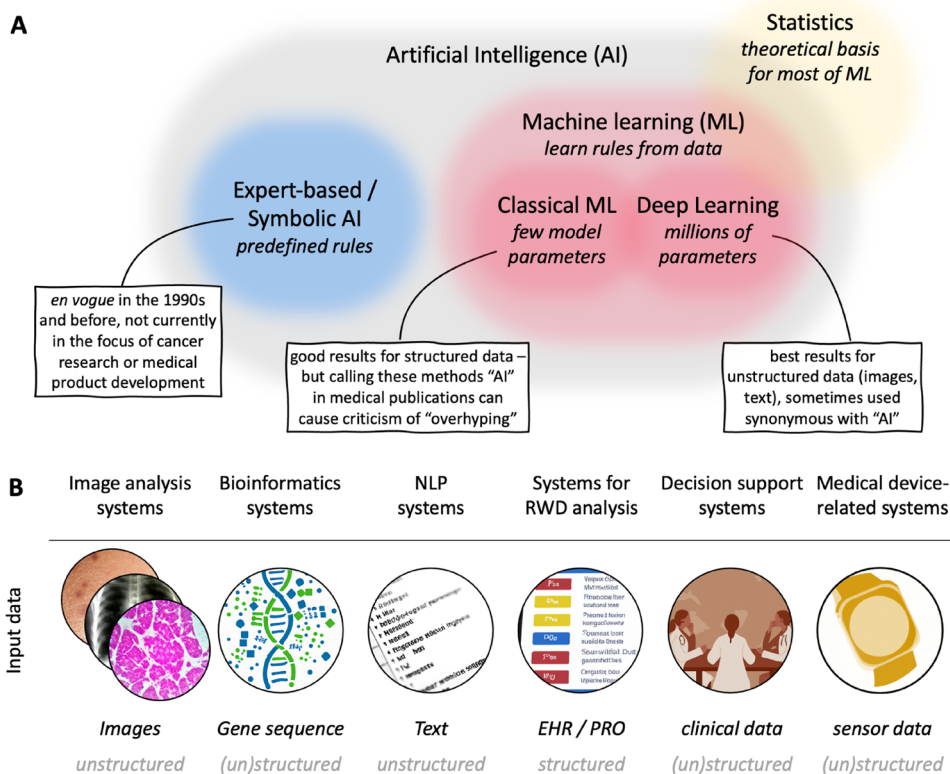 A
Artificial Intelligence (AI)
Statistics
theoretical basis
for most of ML
Machine learning (ML)
learn rules from data
Expert-based /
Symbolic AI
predefined rules
Classical ML
few model
parameters
Deep Learning
millions of
parameters
en vogue in the 1990s
and before, not currently
in the focus of cancer
research or medical
product development
good results for structured data –
but calling these methods “AI”
in medical publications can
cause criticism of “overhyping”
best results for
unstructured data (images,
text), sometimes used
synonymous with “AI”
B
Image analysis
systems
Bioinformatics
systems
NLP
systems
Systems for
RWD analysis
Decision support
systems
Medical device-
related systems
Input data
Images
Gene sequence
Text
EHR / PRO
clinical data
sensor data
unstructured
(un)structured
unstructured
structured
(un)structured
(un)structured